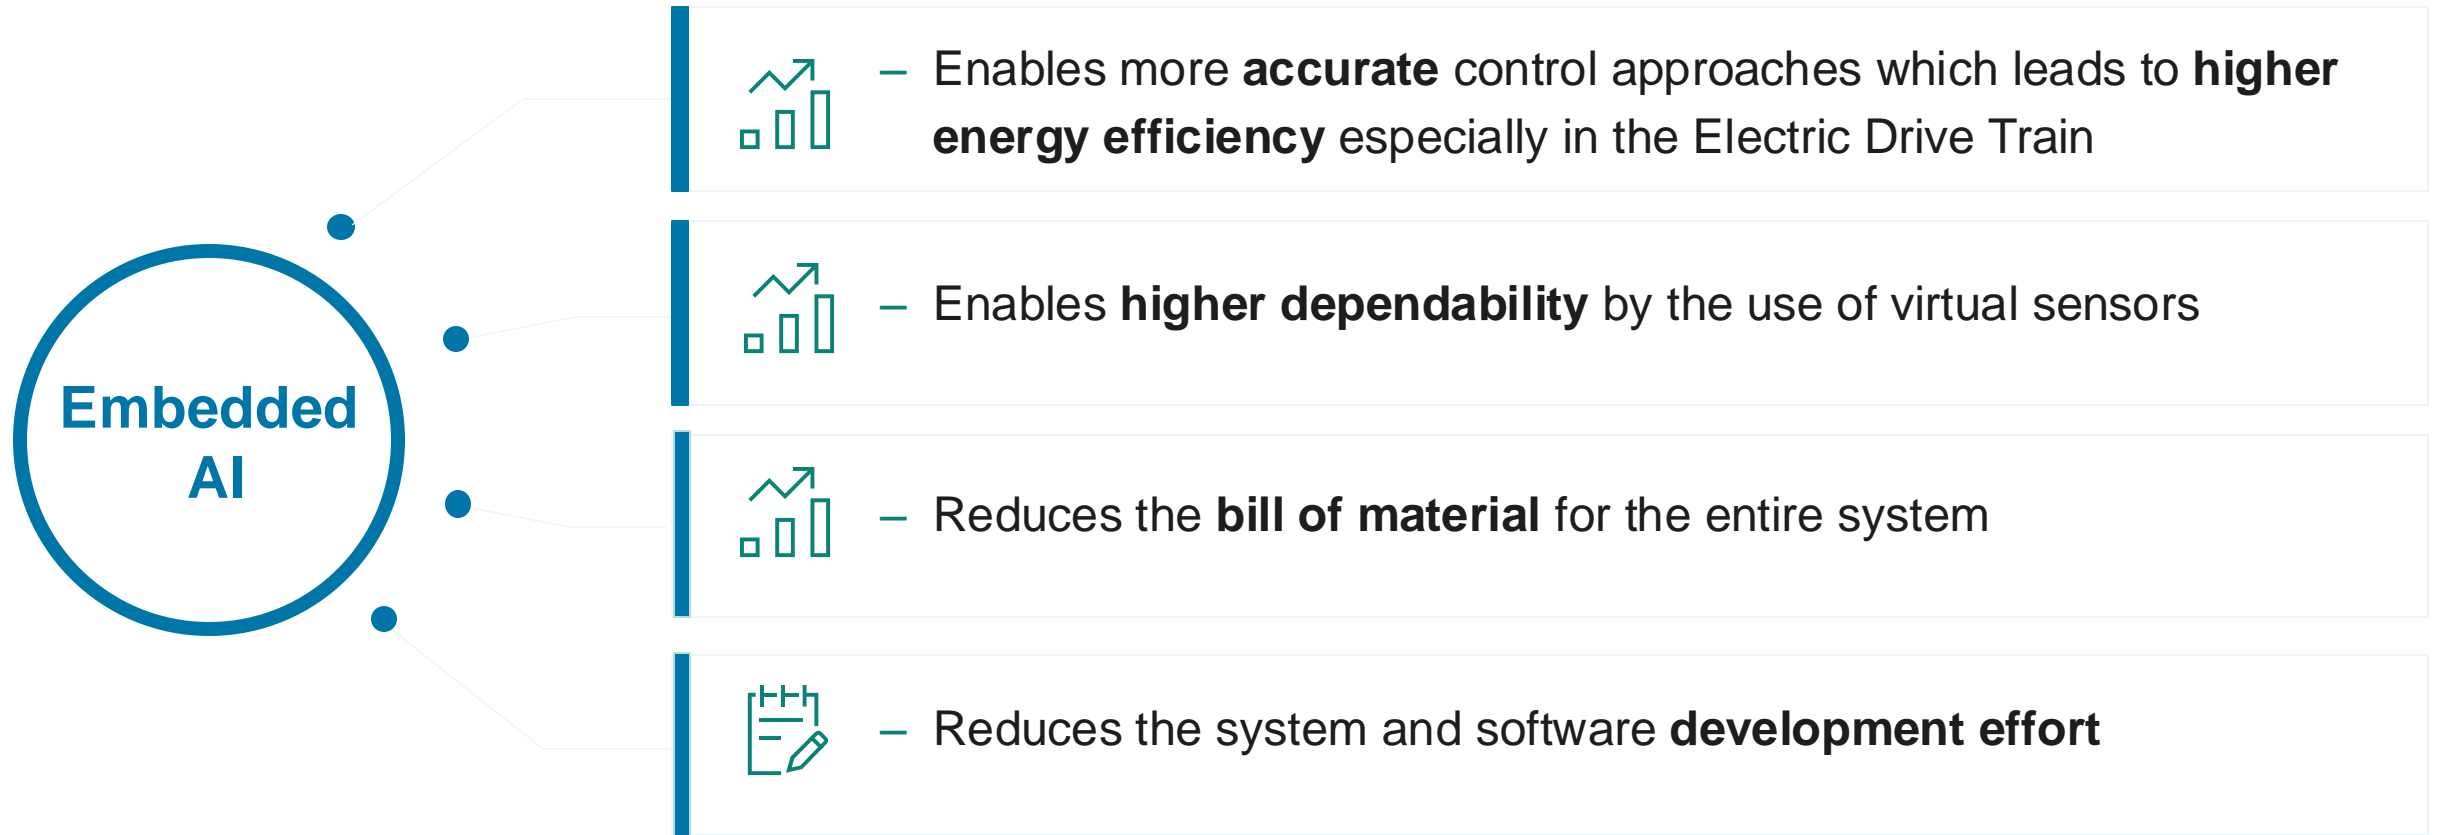 Embedded
AI
– Enables more accurate control approaches which leads to higher
energy efficiency especially in the Electric Drive Train
– Enables higher dependability by the use of virtual sensors
– Reduces the bill of material for the entire system
– Reduces the system and software development effort